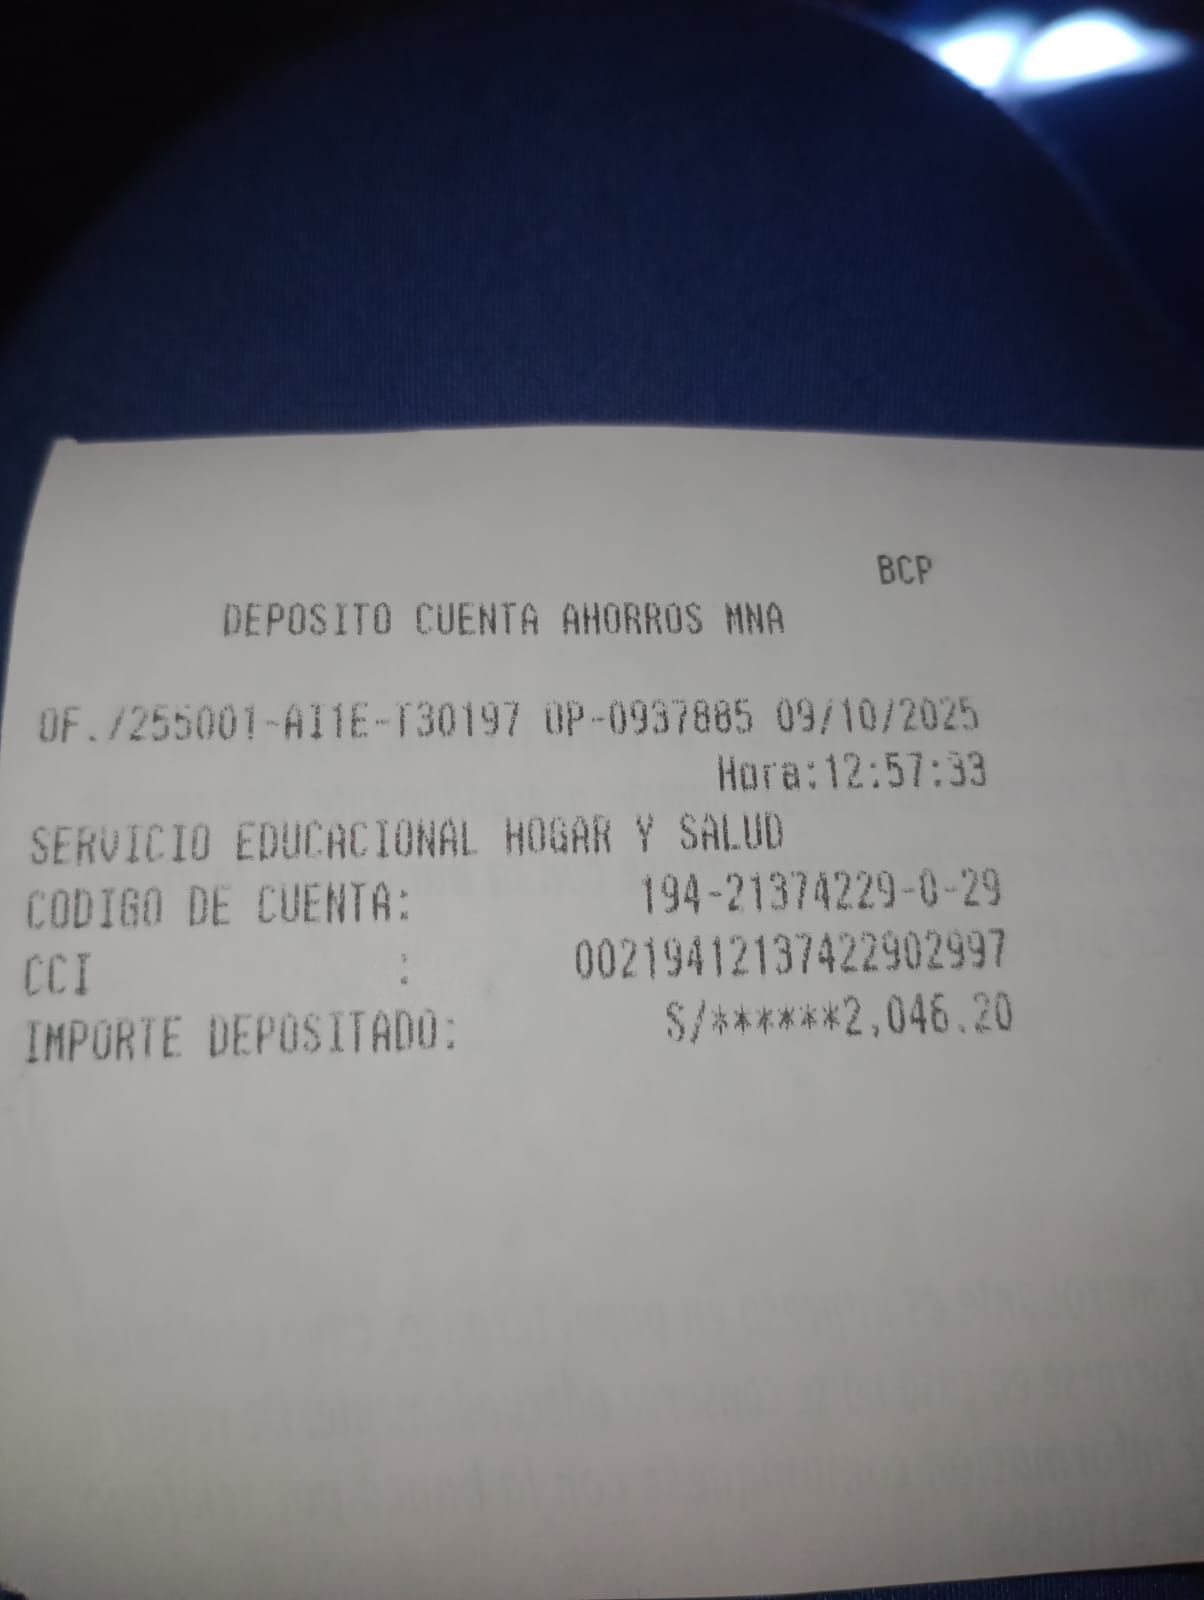 BCP
DEPOSITO CUENTA AHORROS MNA
OF./255001-AI1E-T30197 OP-0937885 09/10/2025
Hora:12:57:33
SERVICIO EDUCACIONAL HOGAR Y SALUD
CODIGO DE CUENTA: 194-21374229-0-29
CCI : 00219412137422902997
IMPORTE DEPOSITADO: S/******2,046.20